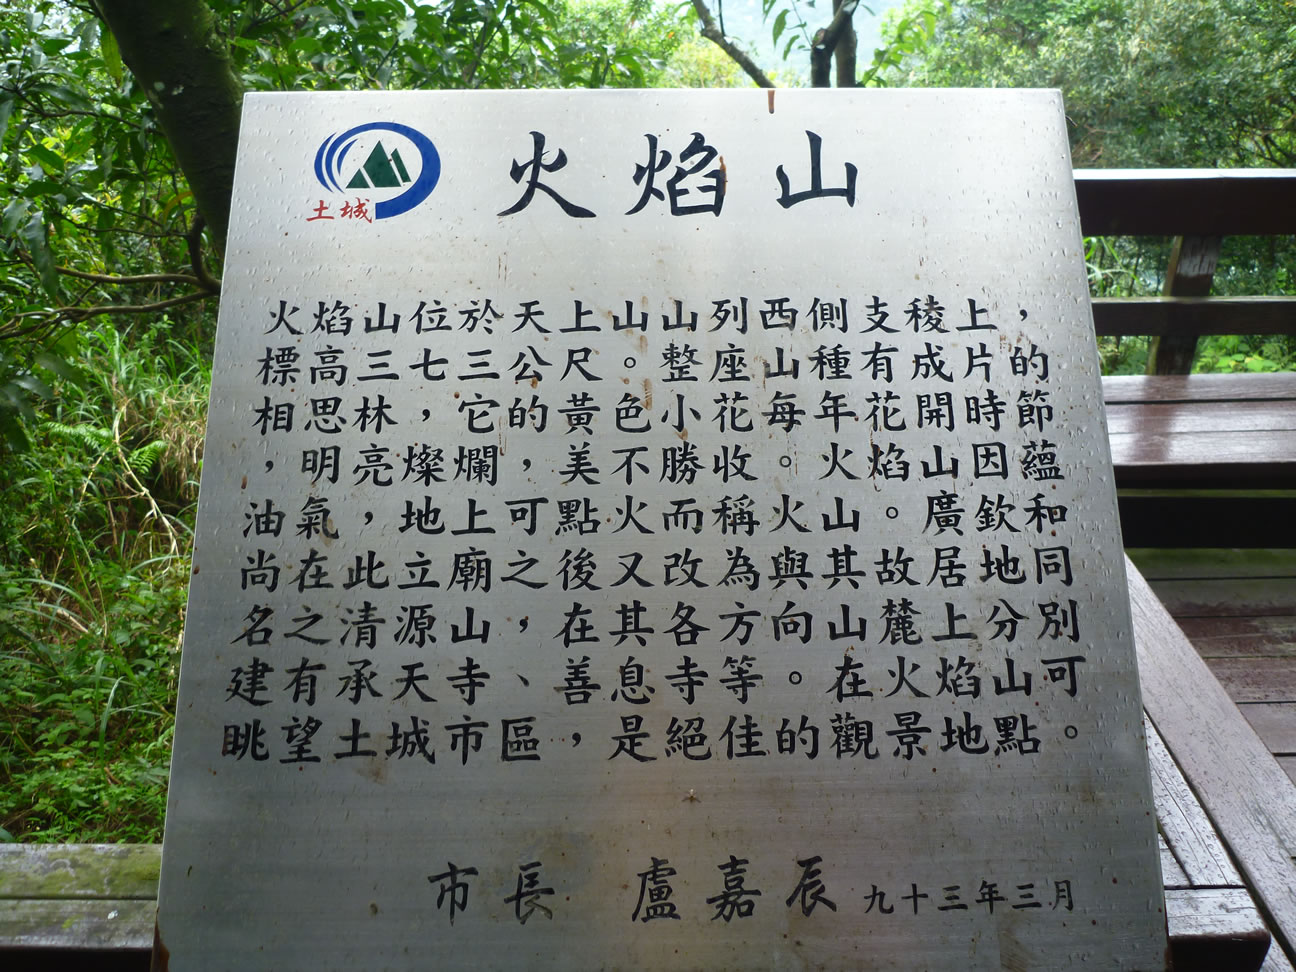 火焰山
土城
火焰山位於天上山山列西側支稜上，
標高三七三公尺。整座山種有成片的
相思林，它的黃色小花每年花開時節
，明亮燦爛，美不勝收。火焰山因蘊
油氣，地上可點火而稱火山。廣欽和
尚在此立廟之後又改為與其故居地同
名之清源山，在其各方向山麓上分別
建有承天寺、善息寺等。在火焰山可
眺望土城市區，是絕佳的觀景地點。
市長 盧嘉辰 九十三年三月